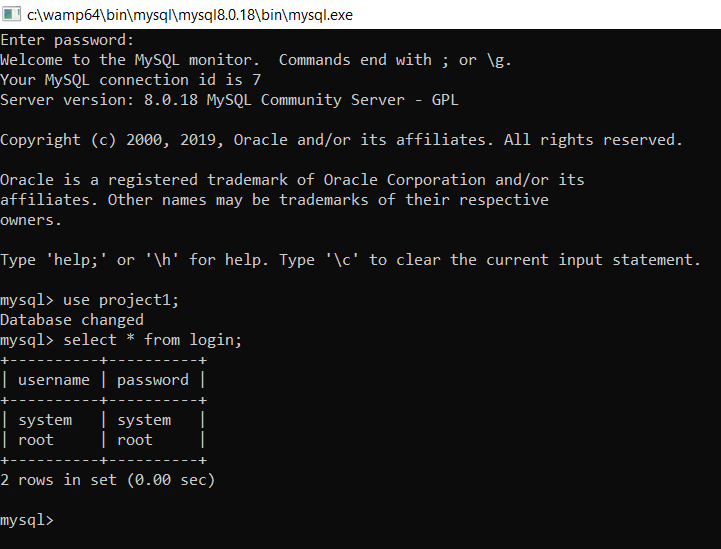 c:\wamp64\bin\mysql\mysql8.0.18\bin\mysql.exe
Enter password:
Welcome to the MySQL monitor.  Commands end with ; or \g.
Your MySQL connection id is 7
Server version: 8.0.18 MySQL Community Server - GPL

Copyright (c) 2000, 2019, Oracle and/or its affiliates. All rights reserved.

Oracle is a registered trademark of Oracle Corporation and/or its
affiliates. Other names may be trademarks of their respective
owners.

Type 'help;' or '\h' for help. Type '\c' to clear the current input statement.

mysql> use project1;
Database changed
mysql> select * from login;
+----------+----------+
| username | password |
+----------+----------+
| system   | system   |
| root     | root     |
+----------+----------+
2 rows in set (0.00 sec)

mysql>